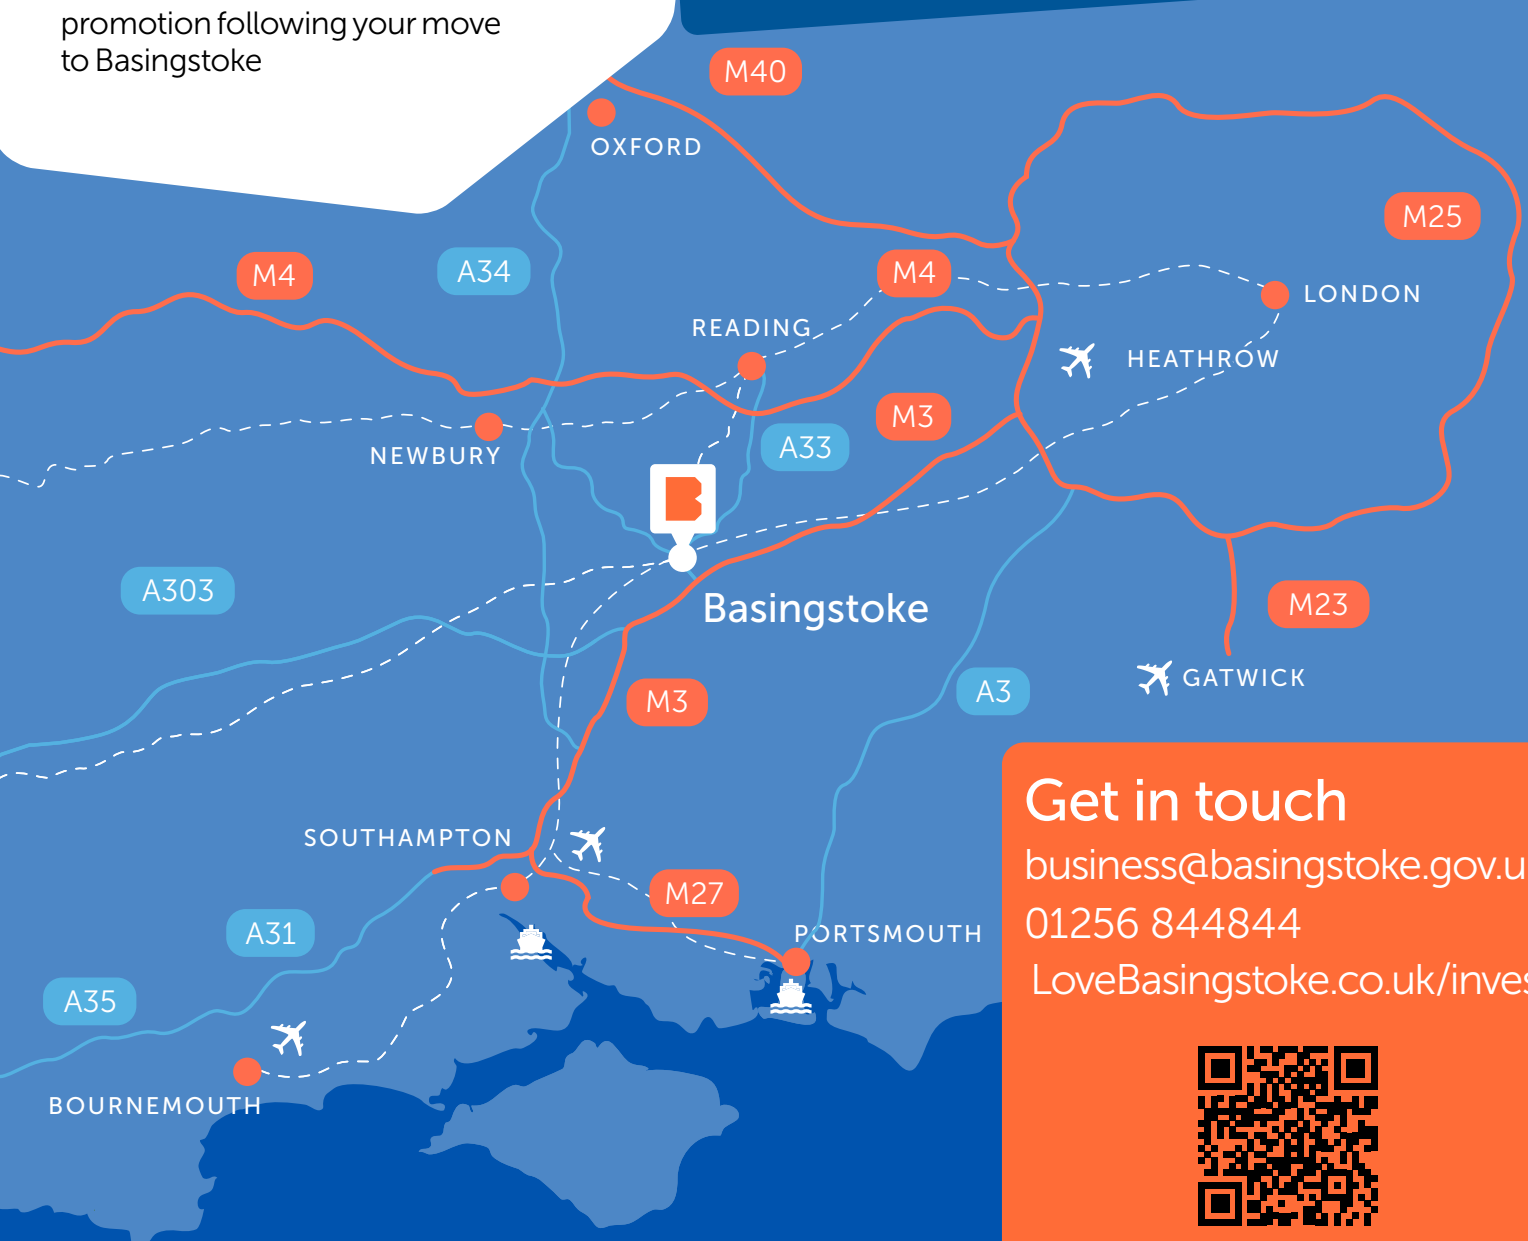 promotion following your move
to Basingstoke
M40
OXFORD
M25
M4
A34
M4
LONDON
READING
HEATHROW
M3
A33
NEWBURY
A303
Basingstoke
M23
GATWICK
A3
M3
Get in touch
SOUTHAMPTON
business@basingstoke.gov.u
M27
01256 844844
A31
PORTSMOUTH
LoveBasingstoke.co.uk/inves
A35
BOURNEMOUTH